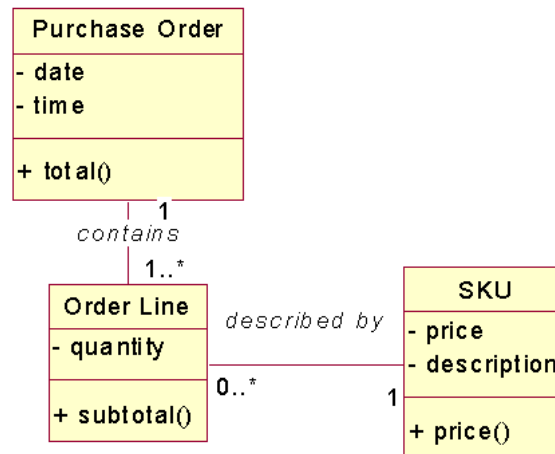 Purchase Order
- date
- time
+ total()
1
contains
1..*
Order Line
- quantity
+ subtotal()
described by
0..*
1
SKU
- price
- description
+ price()